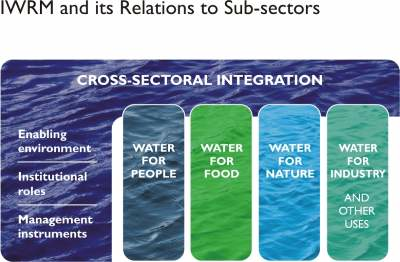 IWRM and its Relations to Sub-sectors
CROSS-SECTORAL INTEGRATION
Enabling
environment
Institutional
roles
Management
instruments
WATER
FOR
PEOPLE
WATER
FOR
FOOD
WATER
FOR
NATURE
WATER
FOR
INDUSTRY
AND
OTHER
USES